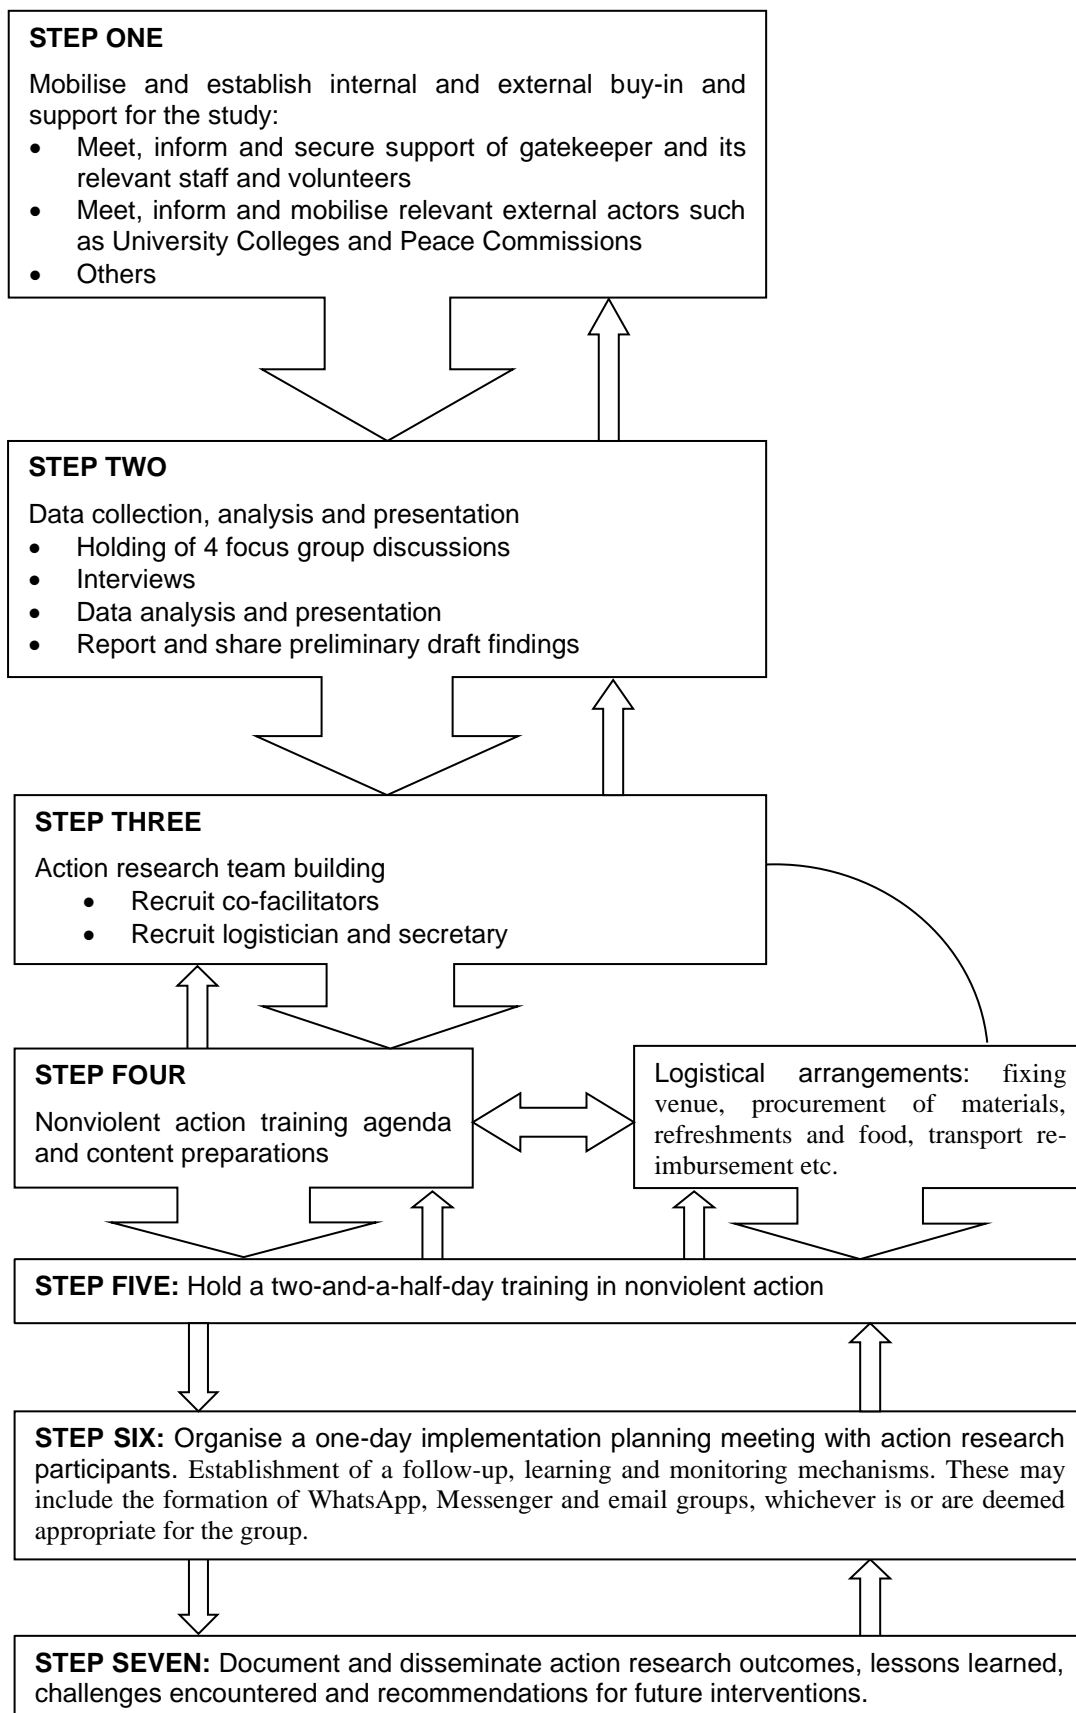 STEP ONE
Mobilise and establish internal and external buy-in and
support for the study:
• Meet, inform and secure support of gatekeeper and its
relevant staff and volunteers
• Meet, inform and mobilise relevant external actors such
as University Colleges and Peace Commissions
• Others
STEP TWO
Data collection, analysis and presentation
• Holding of 4 focus group discussions
• Interviews
• Data analysis and presentation
• Report and share preliminary draft findings
STEP THREE
Action research team building
• Recruit co-facilitators
• Recruit logistician and secretary
STEP FOUR
Nonviolent action training agenda
and content preparations
Logistical arrangements: fixing
venue, procurement of materials,
refreshments and food, transport re-
imbursement etc.
STEP FIVE: Hold a two-and-a-half-day training in nonviolent action
STEP SIX: Organise a one-day implementation planning meeting with action research
participants. Establishment of a follow-up, learning and monitoring mechanisms. These may
include the formation of WhatsApp, Messenger and email groups, whichever is or are deemed
appropriate for the group.
STEP SEVEN: Document and disseminate action research outcomes, lessons learned,
challenges encountered and recommendations for future interventions.